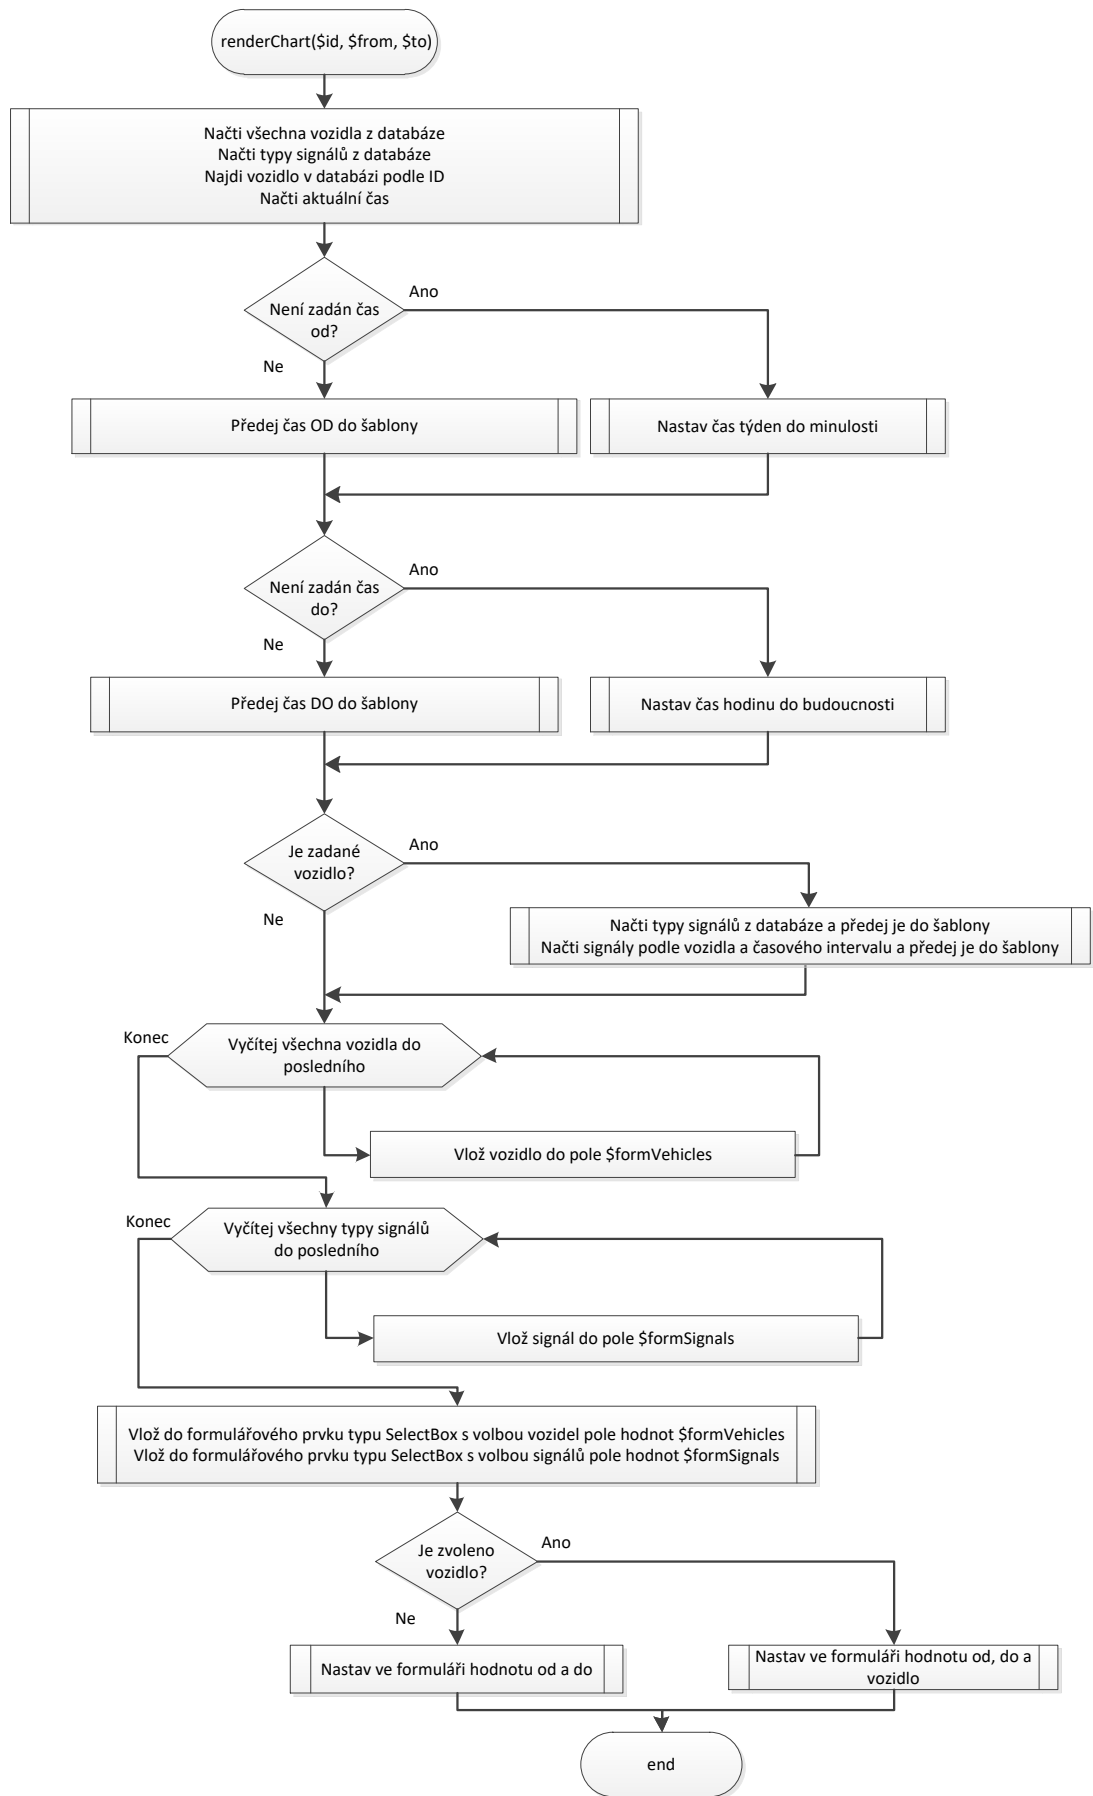 renderChart($id, $from, $to)
Načti všechna vozidla z databáze
Načti typy signálů z databáze
Najdi vozidlo v databázi podle ID
Načti aktuální čas
Není zadán čas
od?
Ano
Ne
Předej čas OD do šablony
Nastav čas týden do minulosti
Není zadán čas
do?
Ano
Ne
Předej čas DO do šablony
Nastav čas hodinu do budoucnosti
Je zadané
vozidlo?
Ano
Ne
Načti typy signálů z databáze a předej je do šablony
Načti signály podle vozidla a časového intervalu a předej je do šablony
Konec
Vyčítej všechna vozidla do
posledního
Vlož vozidlo do pole $formVehicles
Konec
Vyčítej všechny typy signálů
do posledního
Vlož signál do pole $formSignals
Vlož do formulářového prvku typu SelectBox s volbou vozidel pole hodnot $formVehicles
Vlož do formulářového prvku typu SelectBox s volbou signálů pole hodnot $formSignals
Je zvoleno
vozidlo?
Ano
Ne
Nastav ve formuláři hodnotu od a do
Nastav ve formuláři hodnotu od, do a
vozidlo
end